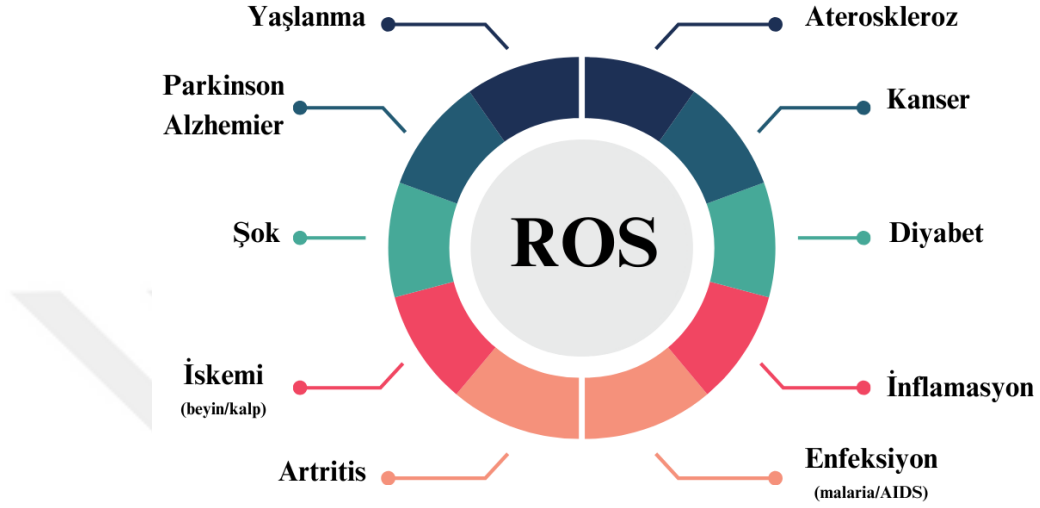 Yaşlanma
Ateroskleroz
Parkinson
Alzhemier
Kanser
Şok
ROS
Diyabet
İskemi
(beyin/kalp)
İnflamasyon
Artritis
Enfeksiyon
(malaria/AIDS)